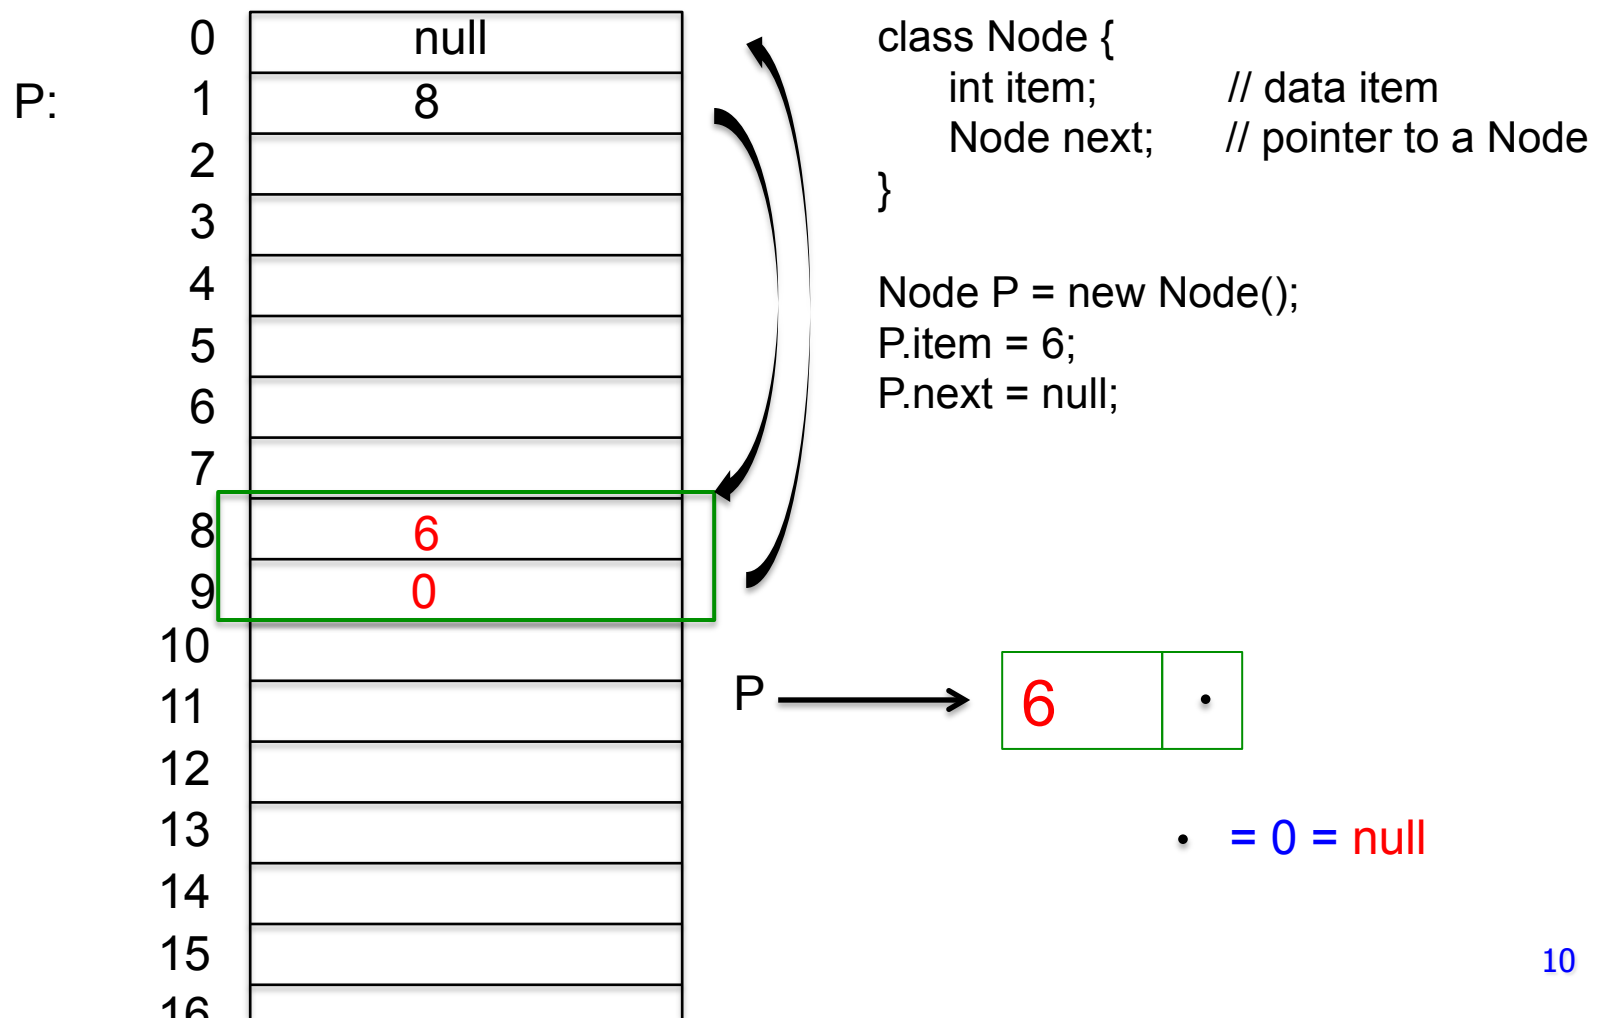 0 null
P: 1 8
2
3
4
5
6
7
8 6
9 0
10
11
12
13
14
15
16
class Node {
int item; // data item
Node next; // pointer to a Node
}
Node P = new Node();
P.item = 6;
P.next = null;
P 6 •
• = 0 = null
10